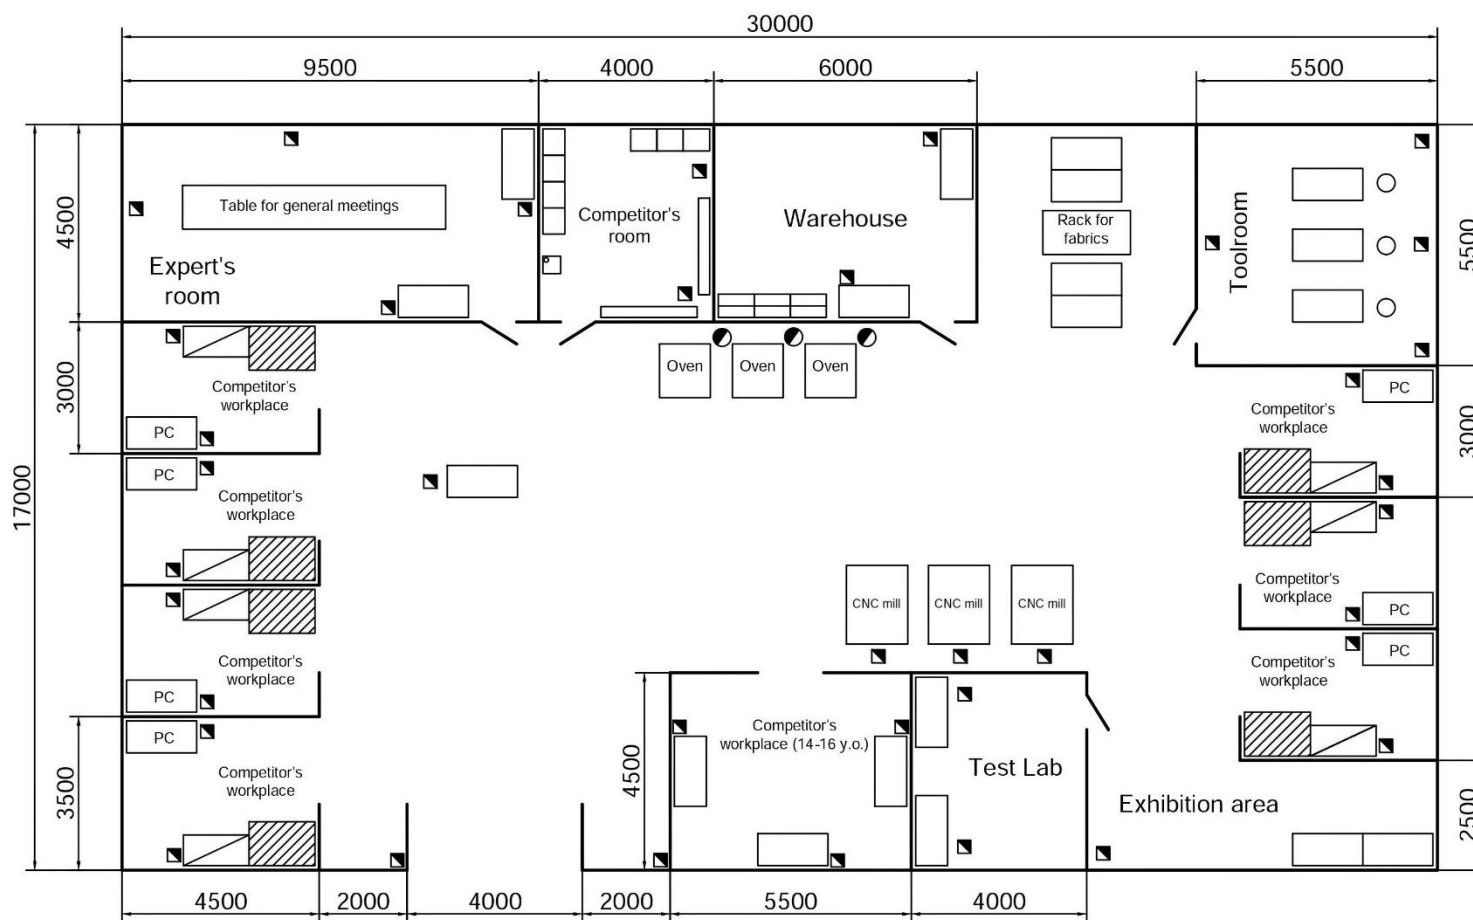 30000
9500
4000
6000
5500
17000
4500
3000
3500
Table for general meetings
Expert's
room
Competitor's
room
Warehouse
Rack for
fabrics
Toolroom
5500
3000
2500
Oven
Oven
Oven
Competitor's
workplace
PC
PC
Competitor's
workplace
Competitor's
workplace
PC
PC
Competitor's
workplace
PC
Competitor's
workplace
Competitor's
workplace
PC
PC
Competitor's
workplace
CNC mill
CNC mill
CNC mill
4500
Competitor's
workplace (14-16 y.o.)
Test Lab
Exhibition area
4500
2000
4000
2000
5500
4000